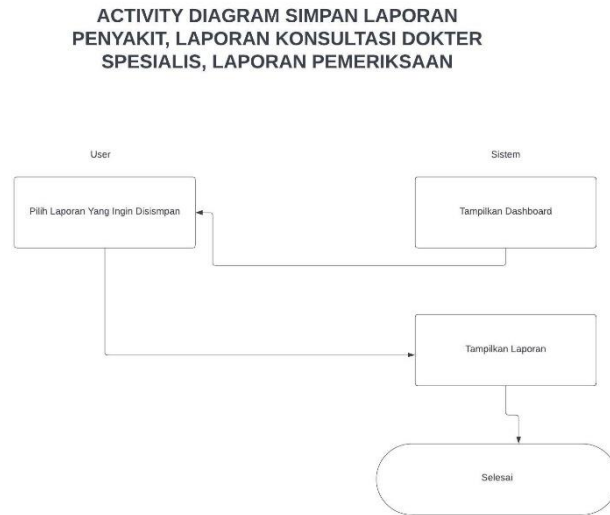 ACTIVITY DIAGRAM SIMPAN LAPORAN
PENYAKIT, LAPORAN KONSULTASI DOKTER
SPESIALIS, LAPORAN PEMERIKSAAN
User
Sistem
Pilih Laporan Yang Ingin Disismpan
Tampilkan Dashboard
Tampilkan Laporan
Selesai